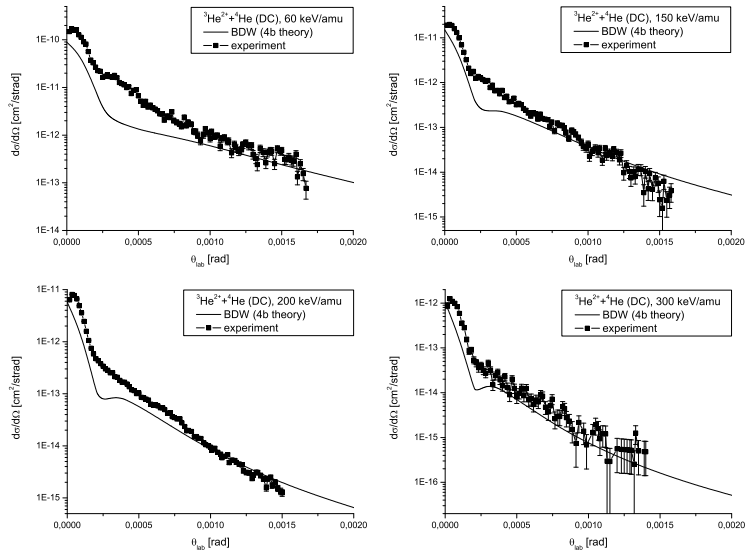 ³He²⁺+⁴He (DC), 60 keV/amu
BDW (4b theory)
experiment
1E-10
1E-11
1E-12
1E-13
1E-14
dσ/dΩ [cm²/strad]
0,0000 0,0005 0,0010 0,0015 0,0020
θlab [rad]
³He²⁺+⁴He (DC), 150 keV/amu
BDW (4b theory)
experiment
1E-11
1E-12
1E-13
1E-14
1E-15
dσ/dΩ [cm²/strad]
0,0000 0,0005 0,0010 0,0015 0,0020
θlab [rad]
³He²⁺+⁴He (DC), 200 keV/amu
BDW (4b theory)
experiment
1E-11
1E-12
1E-13
1E-14
1E-15
dσ/dΩ [cm²/strad]
0,0000 0,0005 0,0010 0,0015 0,0020
θlab [rad]
³He²⁺+⁴He (DC), 300 keV/amu
BDW (4b theory)
experiment
1E-12
1E-13
1E-14
1E-15
1E-16
dσ/dΩ [cm²/strad]
0,0000 0,0005 0,0010 0,0015 0,0020
θlab [rad]